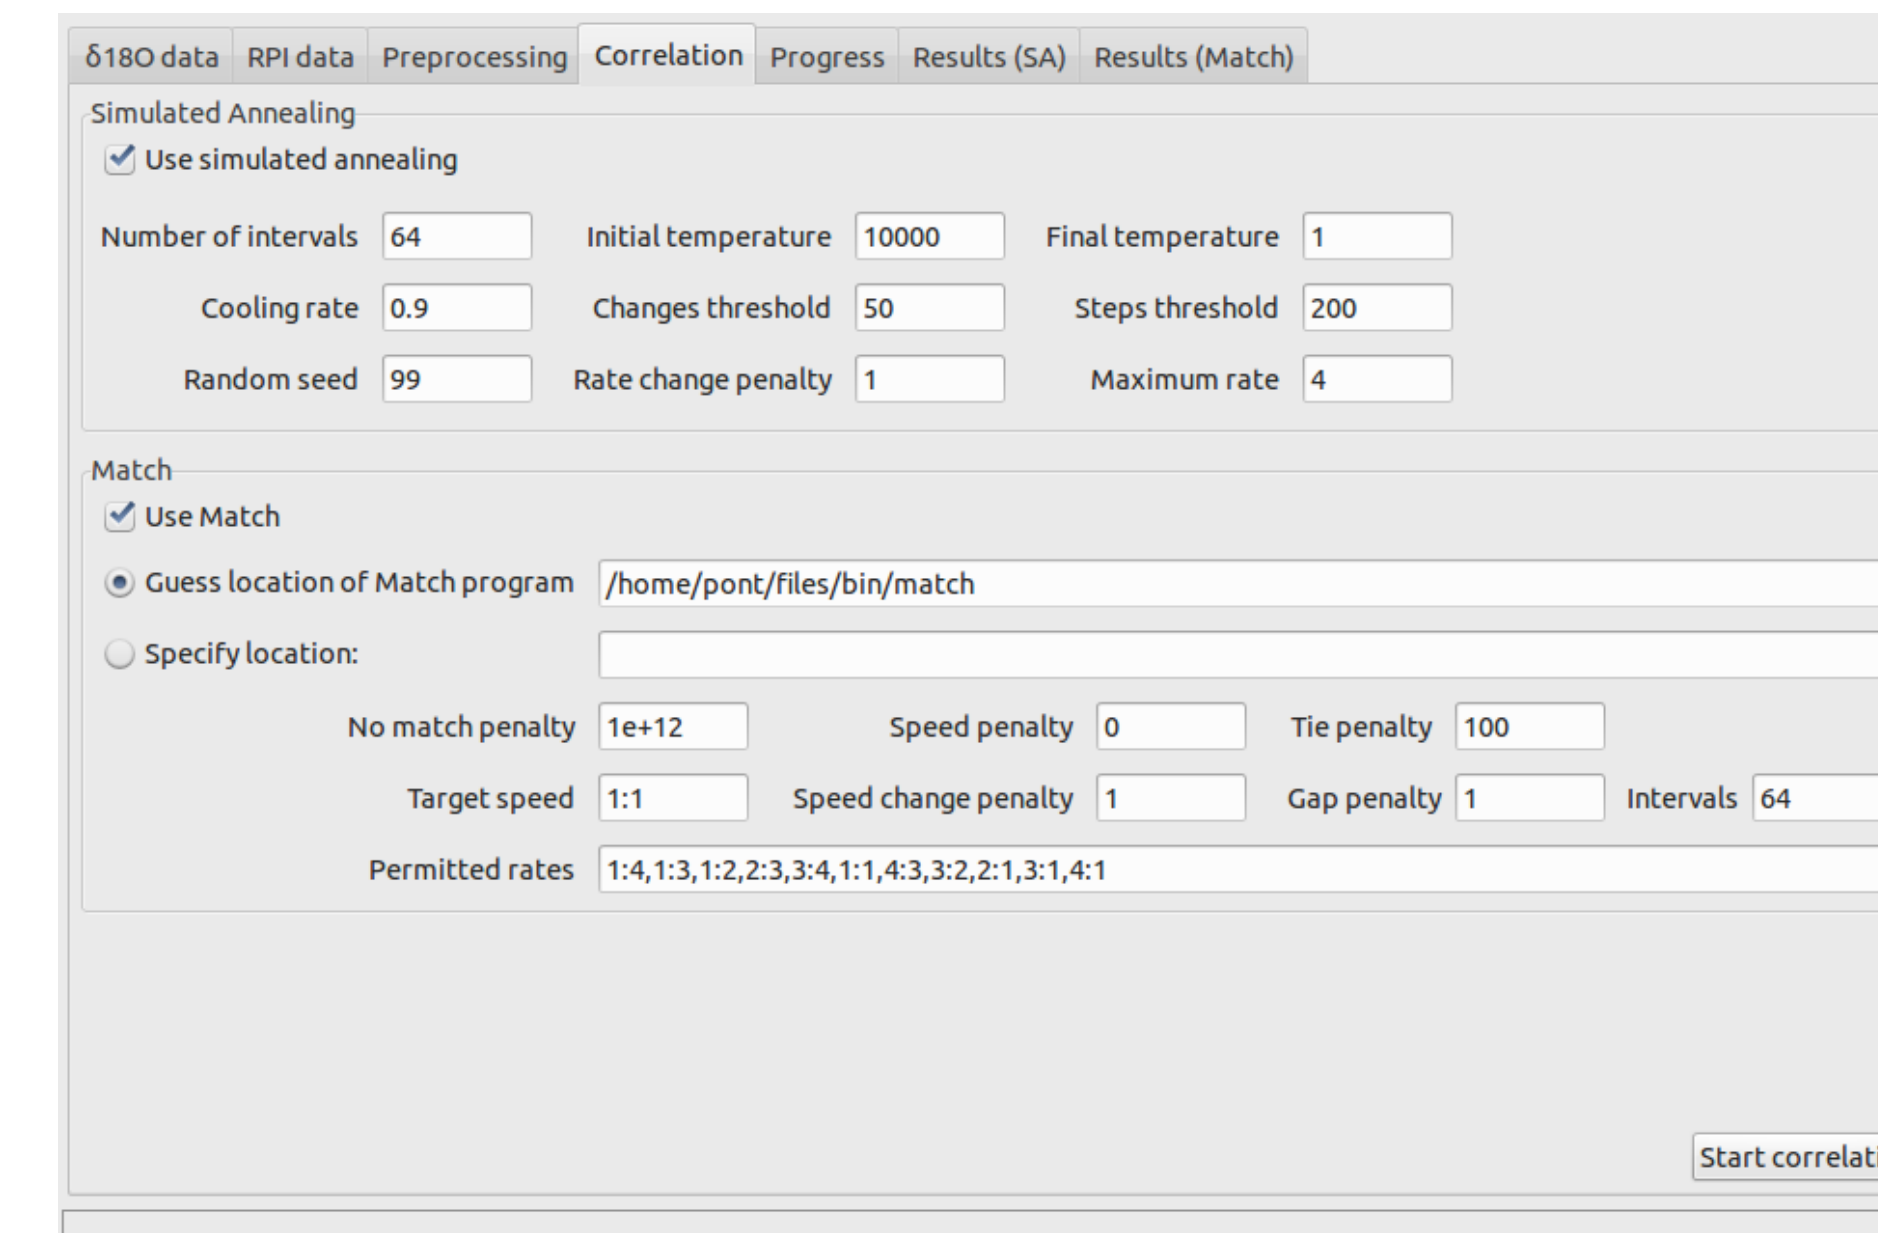 δ18O data RPI data Preprocessing Correlation Progress Results (SA) Results (Match)
Simulated Annealing
Use simulated annealing
Number of intervals 64 Initial temperature 10000 Final temperature 1
Cooling rate 0.9 Changes threshold 50 Steps threshold 200
Random seed 99 Rate change penalty 1 Maximum rate 4
Match
Use Match
Guess location of Match program /home/pont/files/bin/match
Specify location:
No match penalty 1e+12 Speed penalty 0 Tie penalty 100
Target speed 1:1 Speed change penalty 1 Gap penalty 1 Intervals 64
Permitted rates 1:4,1:3,1:2,2:3,3:4,1:1,4:3,3:2,2:1,3:1,4:1
Start correlati